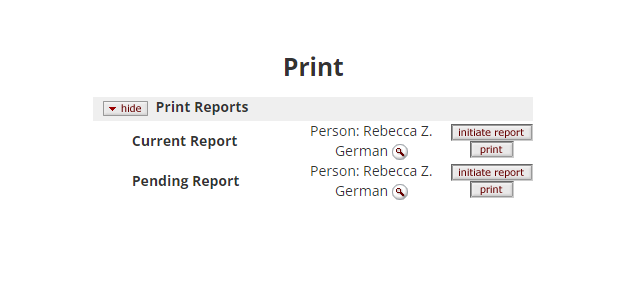 Print
hide Print Reports
Current Report Person: Rebecca Z. German initiate report print
Pending Report Person: Rebecca Z. German initiate report print